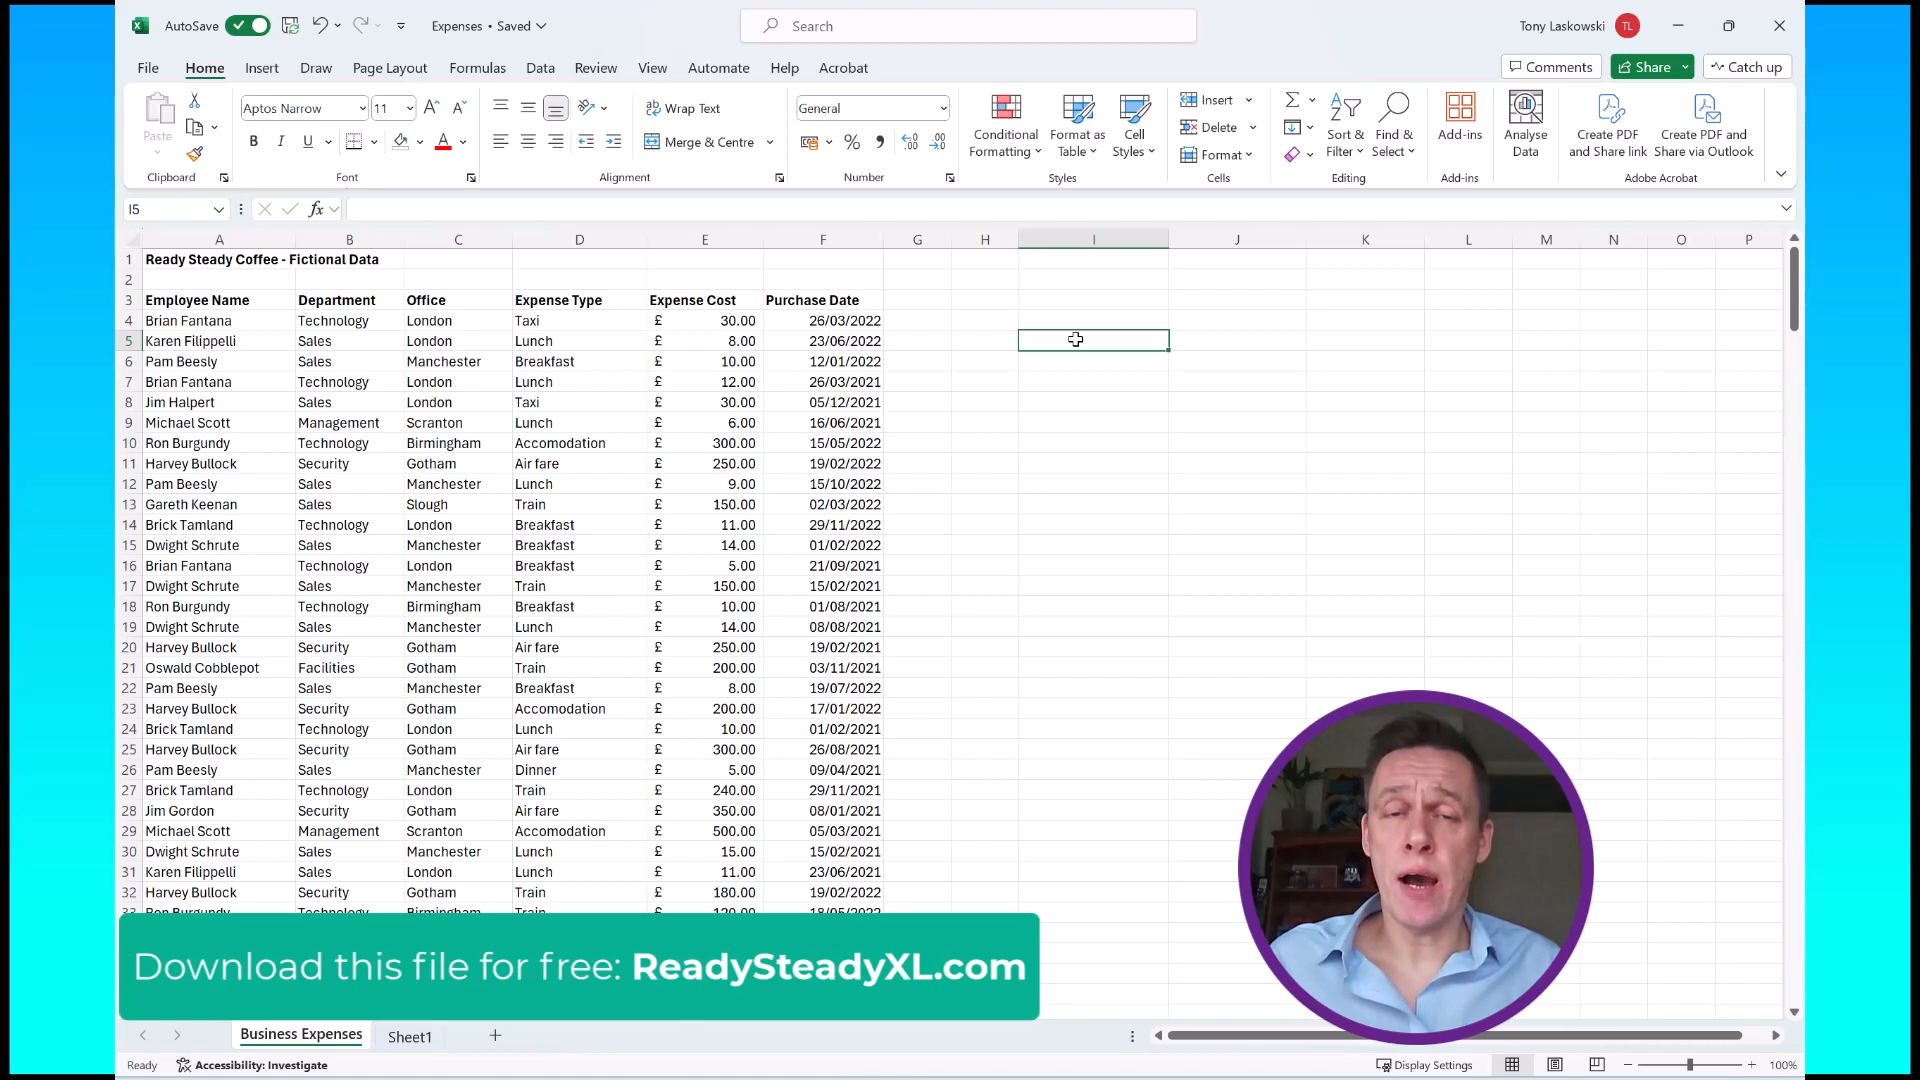 AutoSave Expenses • Saved Search Tony Laskowski TL
File Home Insert Draw Page Layout Formulas Data Review View Automate Help Acrobat Comments Share Catch up
Paste Aptos Narrow 11 Wrap Text General Conditional Formatting Format as Table Cell Styles Insert Sort & Filter Find & Select Add-ins Analyse Data Create PDF and Share link Create PDF and Share via Outlook
B I U Merge & Centre % Delete
Format
Clipboard Font Alignment Number Styles Cells Editing Add-ins Adobe Acrobat
I5 fx
A B C D E F G H I J K L M N O P
1 Ready Steady Coffee - Fictional Data
2
3 Employee Name Department Office Expense Type Expense Cost Purchase Date
4 Brian Fantana Technology London Taxi £ 30.00 26/03/2022
5 Karen Filippelli Sales London Lunch £ 8.00 23/06/2022
6 Pam Beesly Sales Manchester Breakfast £ 10.00 12/01/2022
7 Brian Fantana Technology London Lunch £ 12.00 26/03/2021
8 Jim Halpert Sales London Taxi £ 30.00 05/12/2021
9 Michael Scott Management Scranton Lunch £ 6.00 16/06/2021
10 Ron Burgundy Technology Birmingham Accomodation £ 300.00 15/05/2022
11 Harvey Bullock Security Gotham Air fare £ 250.00 19/02/2022
12 Pam Beesly Sales Manchester Lunch £ 9.00 15/10/2022
13 Gareth Keenan Sales Slough Train £ 150.00 02/03/2022
14 Brick Tamland Technology London Breakfast £ 11.00 29/11/2022
15 Dwight Schrute Sales Manchester Breakfast £ 14.00 01/02/2022
16 Brian Fantana Technology London Breakfast £ 5.00 21/09/2021
17 Dwight Schrute Sales Manchester Train £ 150.00 15/02/2021
18 Ron Burgundy Technology Birmingham Breakfast £ 10.00 01/08/2021
19 Dwight Schrute Sales Manchester Lunch £ 14.00 08/08/2021
20 Harvey Bullock Security Gotham Air fare £ 250.00 19/02/2021
21 Oswald Cobblepot Facilities Gotham Train £ 200.00 03/11/2021
22 Pam Beesly Sales Manchester Breakfast £ 8.00 19/07/2022
23 Harvey Bullock Security Gotham Accomodation £ 200.00 17/01/2022
24 Brick Tamland Technology London Lunch £ 10.00 01/02/2021
25 Harvey Bullock Security Gotham Air fare £ 300.00 26/08/2021
26 Pam Beesly Sales Manchester Dinner £ 5.00 09/04/2021
27 Brick Tamland Technology London Train £ 240.00 29/11/2021
28 Jim Gordon Security Gotham Air fare £ 350.00 08/01/2021
29 Michael Scott Management Scranton Accomodation £ 500.00 05/03/2021
30 Dwight Schrute Sales Manchester Lunch £ 15.00 15/02/2021
31 Karen Filippelli Sales London Lunch £ 11.00 23/06/2021
32 Harvey Bullock Security Gotham Train £ 180.00 19/02/2022
33 Ron Burgundy Technology Birmingham Train £ 120.00 18/05/2022
Download this file for free: ReadySteadyXL.com
Business Expenses Sheet1
Ready Accessibility: Investigate Display Settings 100%